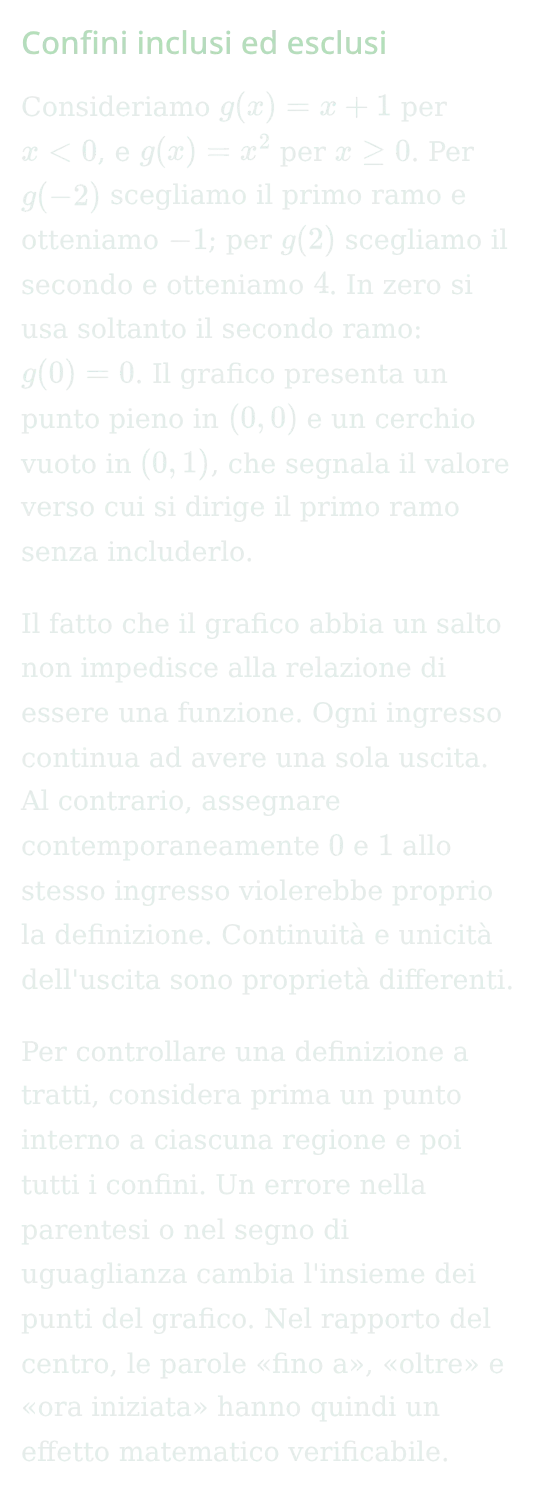 Confini inclusi ed esclusi
Consideriamo g(x) = x + 1 per
x < 0, e g(x) = x² per x ≥ 0. Per
g(−2) scegliamo il primo ramo e
otteniamo −1; per g(2) scegliamo il
secondo e otteniamo 4. In zero si
usa soltanto il secondo ramo:
g(0) = 0. Il grafico presenta un
punto pieno in (0, 0) e un cerchio
vuoto in (0, 1), che segnala il valore
verso cui si dirige il primo ramo
senza includerlo.
Il fatto che il grafico abbia un salto
non impedisce alla relazione di
essere una funzione. Ogni ingresso
continua ad avere una sola uscita.
Al contrario, assegnare
contemporaneamente 0 e 1 allo
stesso ingresso violerebbe proprio
la definizione. Continuità e unicità
dell'uscita sono proprietà differenti.
Per controllare una definizione a
tratti, considera prima un punto
interno a ciascuna regione e poi
tutti i confini. Un errore nella
parentesi o nel segno di
uguaglianza cambia l'insieme dei
punti del grafico. Nel rapporto del
centro, le parole «fino a», «oltre» e
«ora iniziata» hanno quindi un
effetto matematico verificabile.